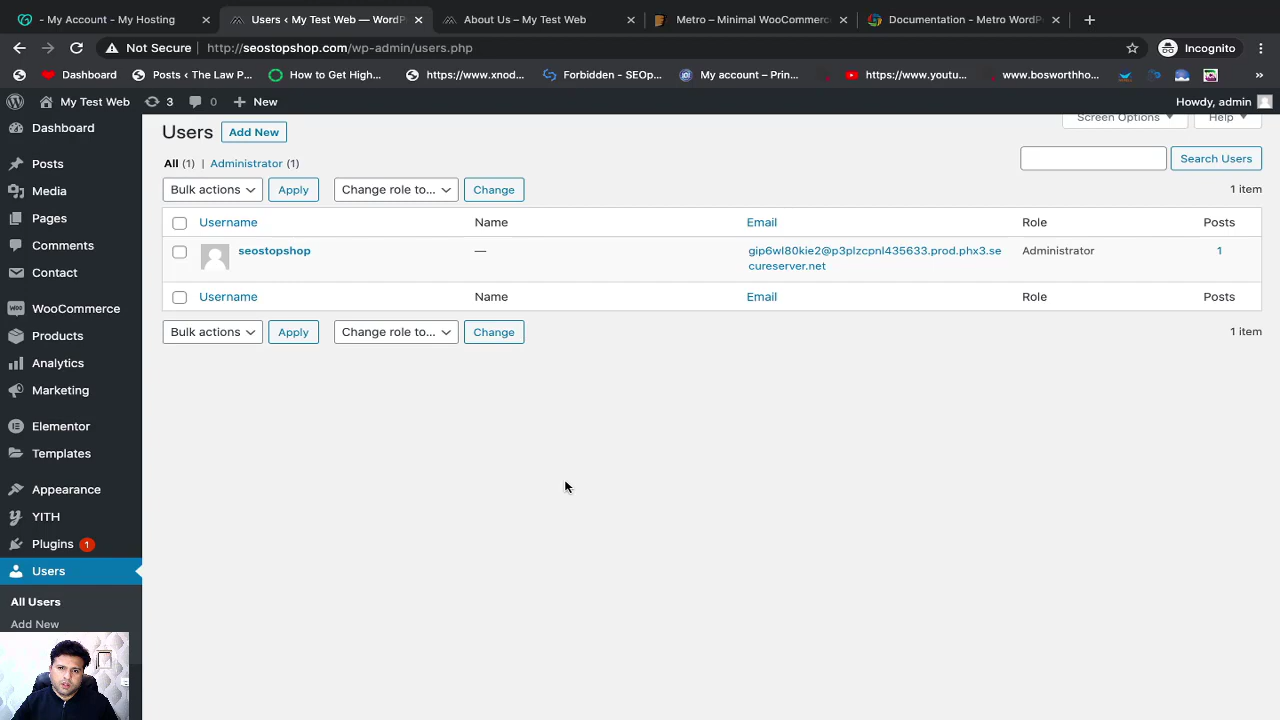 - My Account - My Hosting
Users ‹ My Test Web — WordP
About Us – My Test Web
Metro – Minimal WooCommerc
Documentation - Metro WordP
Not Secure
http://seostopshop.com/wp-admin/users.php
Incognito
Dashboard
Posts ‹ The Law P...
How to Get High...
https://www.xnod...
Forbidden - SEOp...
My account – Prin...
https://www.youtu...
www.bosworthho...
»
My Test Web
3
0
New
Howdy, admin
Dashboard
Posts
Media
Pages
Comments
Contact
WooCommerce
Products
Analytics
Marketing
Elementor
Templates
Appearance
YITH
Plugins 1
Users
All Users
Add New
Screen Options
Help
Users
Add New
All (1) | Administrator (1)
Search Users
Bulk actions
Apply
Change role to...
Change
1 item
Username
Name
Email
Role
Posts
seostopshop
—
gip6wl80kie2@p3plzcpnl435633.prod.phx3.se
cureserver.net
Administrator
1
Username
Name
Email
Role
Posts
Bulk actions
Apply
Change role to...
Change
1 item